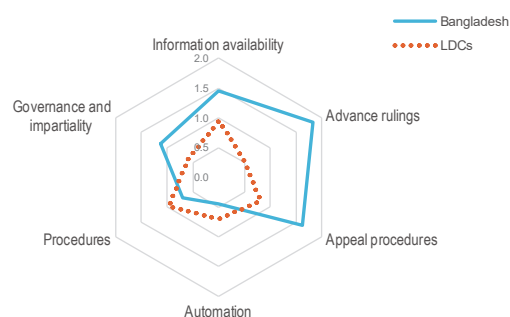 Bangladesh
LDCs
Information availability
2.0
1.5
1.0
0.5
0.0
Governance and
impartiality
Advance rulings
Procedures
Appeal procedures
Automation